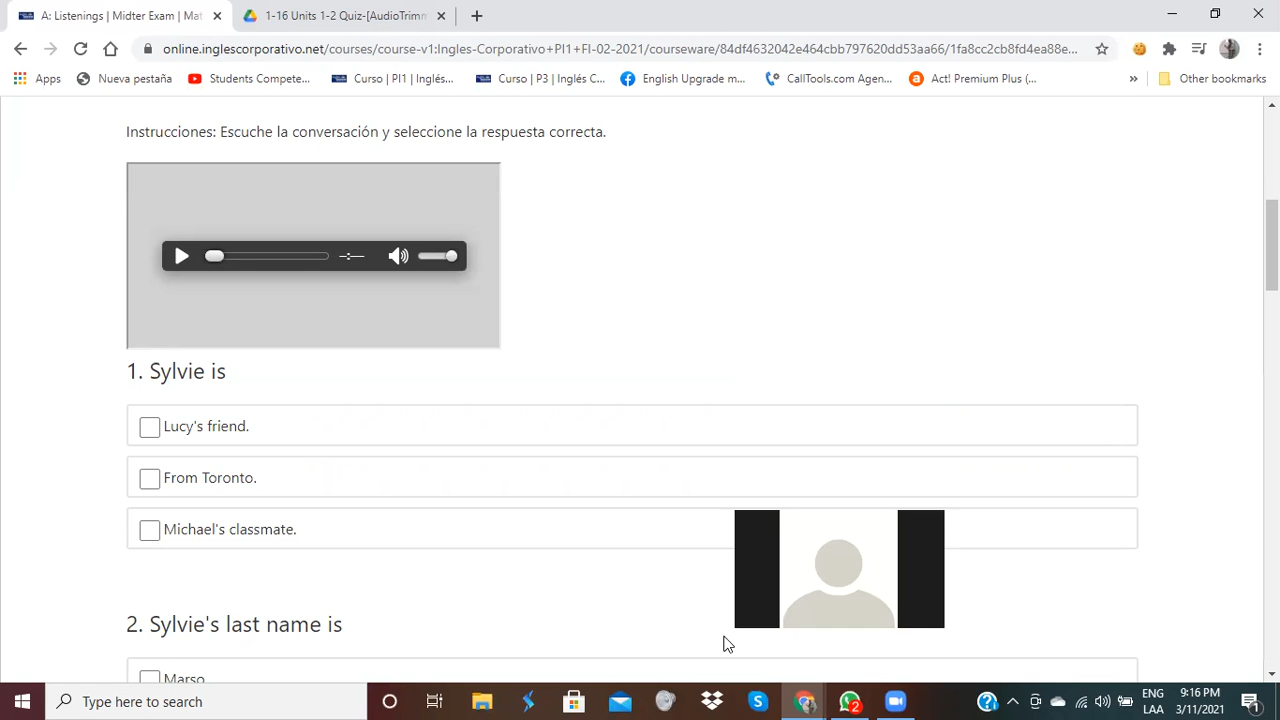 A: Listenings | Midter Exam | Mat
1-16 Units 1-2 Quiz-[AudioTrimm
online.inglescorporativo.net/courses/course-v1:Ingles-Corporativo+PI1+FI-02-2021/courseware/84df4632042e464cbb797620dd53aa66/1fa8cc2cb8fd4ea88e...
Apps
Nueva pestaña
Students Compete...
Curso | PI1 | Inglés...
Curso | P3 | Inglés C...
English Upgrade m...
CallTools.com Agen...
Act! Premium Plus (...
»
Other bookmarks
Instrucciones: Escuche la conversación y seleccione la respuesta correcta.
-:--
1. Sylvie is
Lucy's friend.
From Toronto.
Michael's classmate.
2. Sylvie's last name is
Marso
Type here to search
2
ENG
LAA
9:16 PM
3/11/2021
1